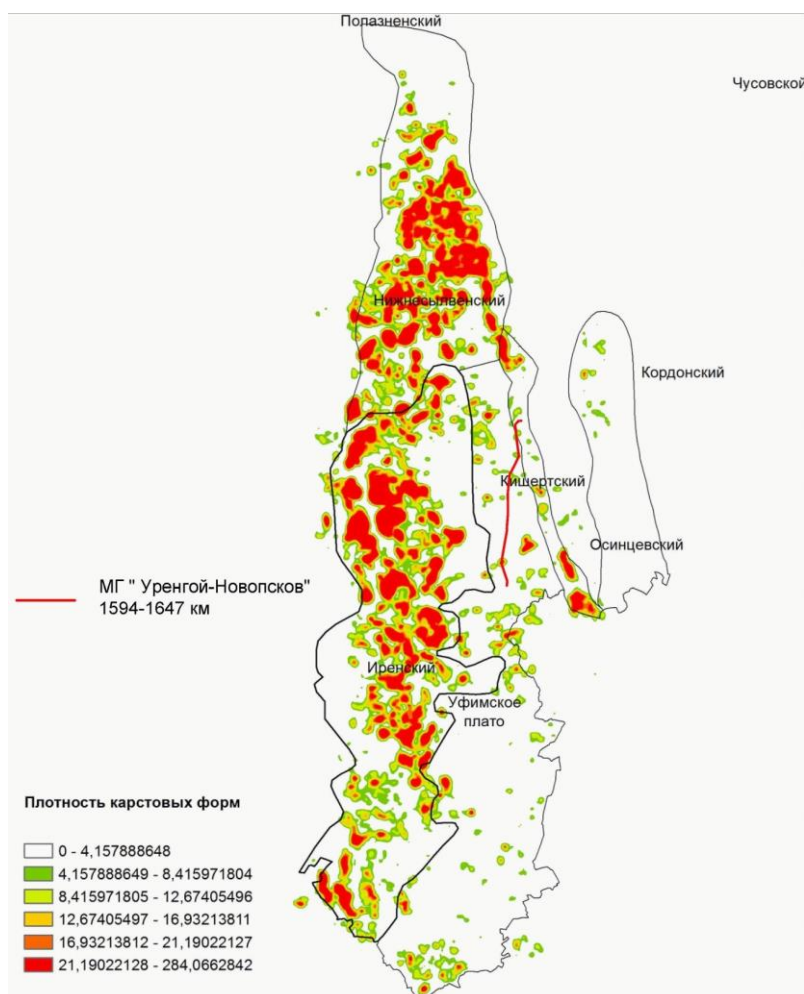 Полазненский
Чусовской
Нижнесылвенский
Кордонский
Кишертский
Осинцевский
МГ " Уренгой-Новопсков"
1594-1647 км
Иренский
Уфимское
плато
Плотность карстовых форм
0 - 4,157888648
4,157888649 - 8,415971804
8,415971805 - 12,67405496
12,67405497 - 16,93213811
16,93213812 - 21,19022127
21,19022128 - 284,0662842